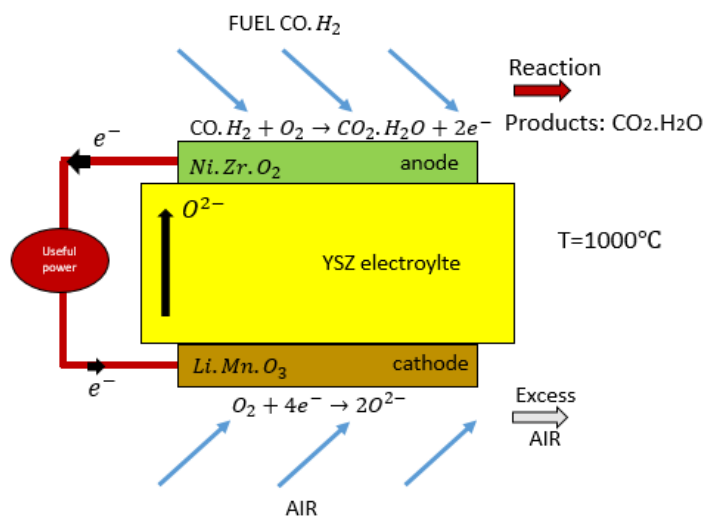 FUEL CO.H₂
Reaction
Products: CO₂.H₂O
CO.H₂ + O₂ → CO₂.H₂O + 2e⁻
e⁻
Ni.Zr.O₂
anode
O²⁻
Useful
power
YSZ electroylte
T=1000℃
Li.Mn.O₃
cathode
e⁻
O₂ + 4e⁻ → 2O²⁻
Excess
AIR
AIR